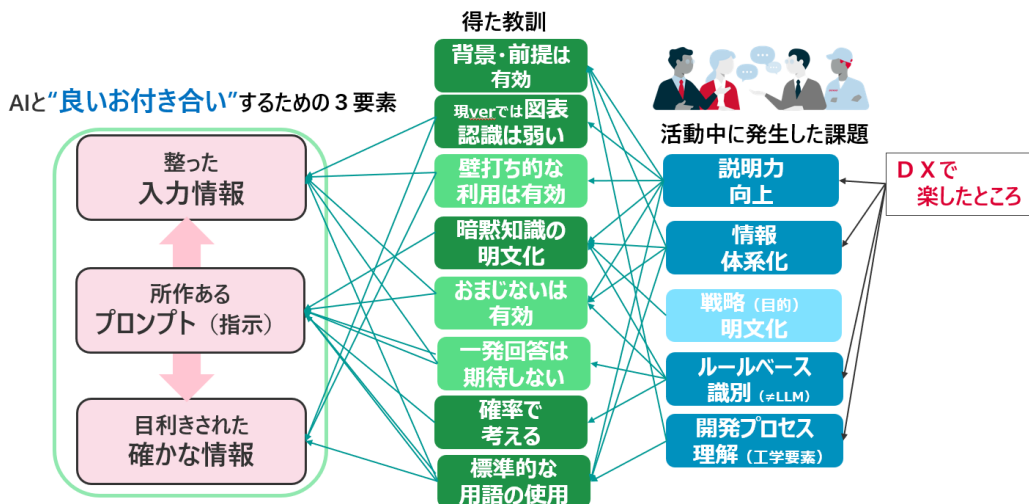 得た教訓
背景・前提は
有効
現verでは図表
認識は弱い
壁打ち的な
利用は有効
暗黙知識の
明文化
おまじないは
有効
一発回答は
期待しない
確率で
考える
標準的な
用語の使用
AIと“良いお付き合い”するための３要素
整った
入力情報
所作ある
プロンプト（指示）
目利きされた
確かな情報
活動中に発生した課題
説明力
向上
情報
体系化
戦略（目的）
明文化
ルールベース
識別（≠LLM）
開発プロセス
理解（工学要素）
ＤＸで
楽したところ